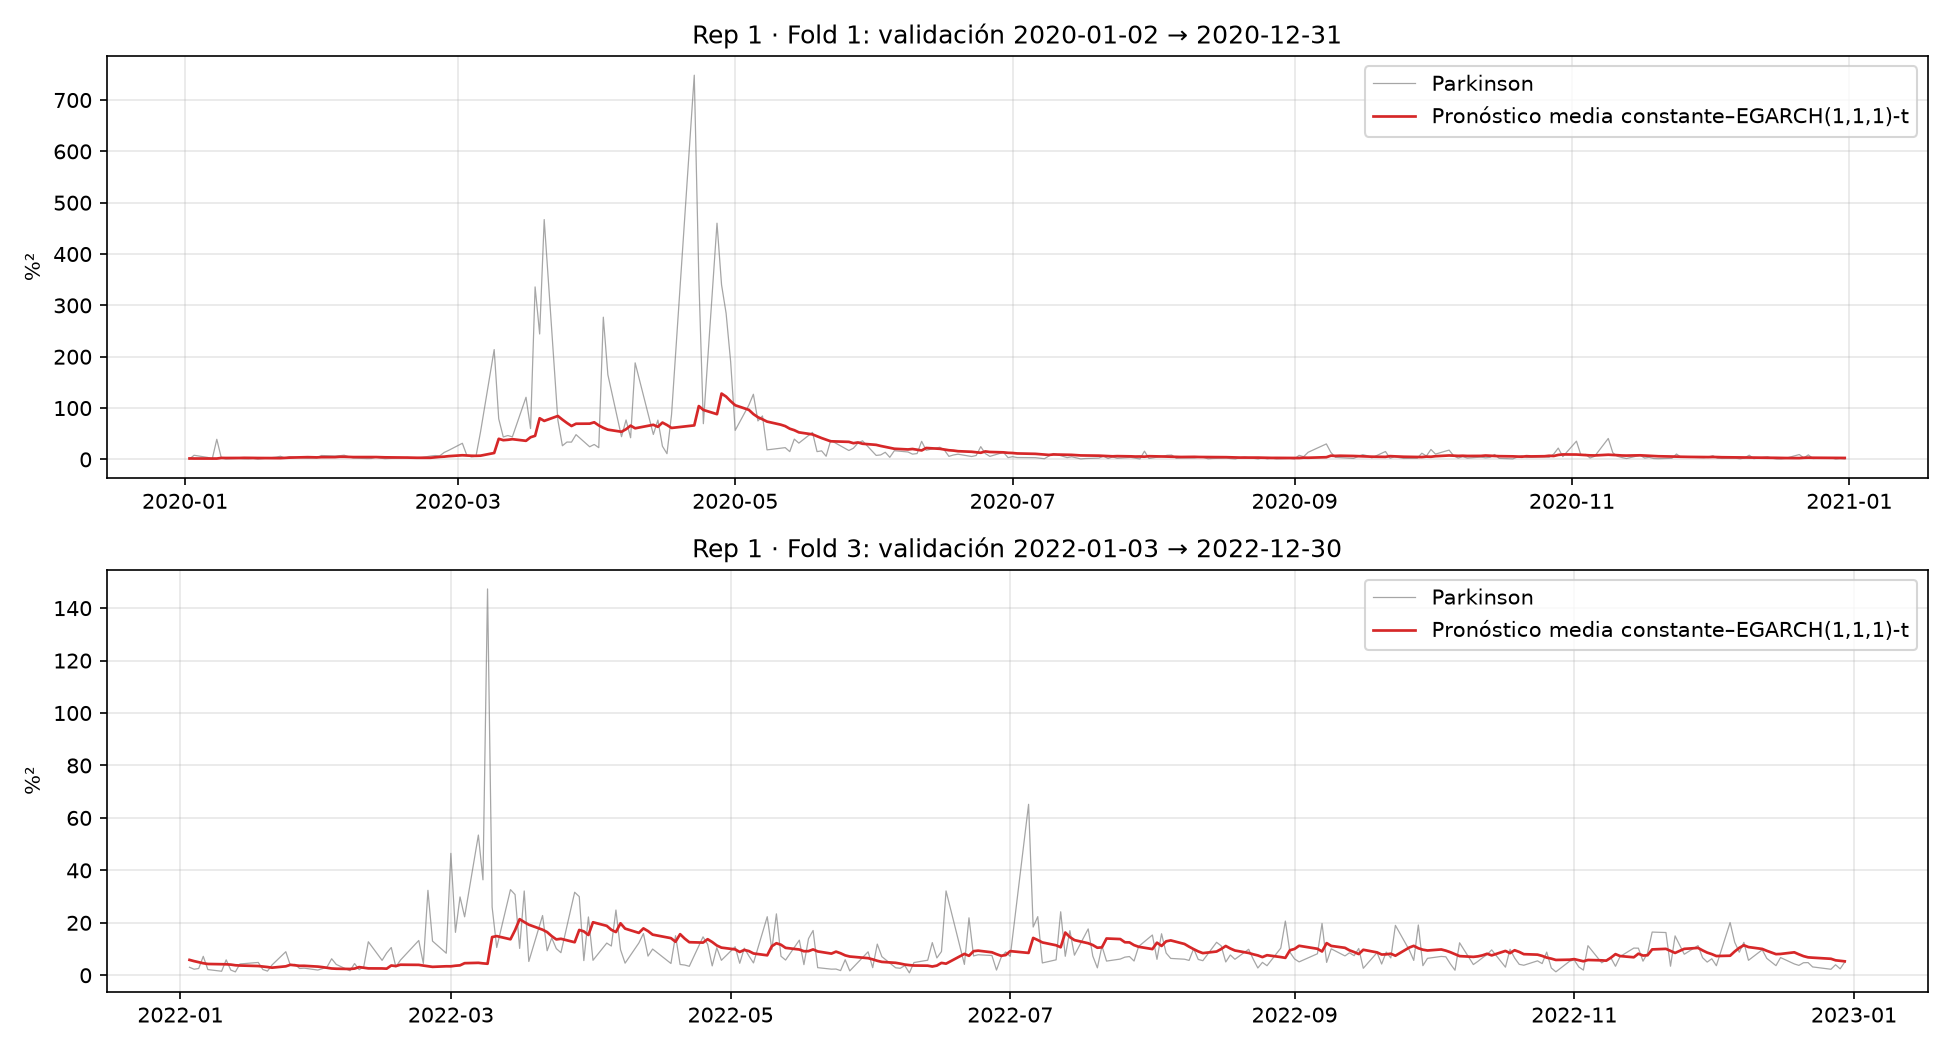 Rep 1 · Fold 1: validación 2020-01-02 → 2020-12-31
Parkinson
Pronóstico media constante–EGARCH(1,1,1)-t
700
600
500
400
300
200
100
0
%²
2020-01 2020-03 2020-05 2020-07 2020-09 2020-11 2021-01
Rep 1 · Fold 3: validación 2022-01-03 → 2022-12-30
Parkinson
Pronóstico media constante–EGARCH(1,1,1)-t
140
120
100
80
60
40
20
0
%²
2022-01 2022-03 2022-05 2022-07 2022-09 2022-11 2023-01